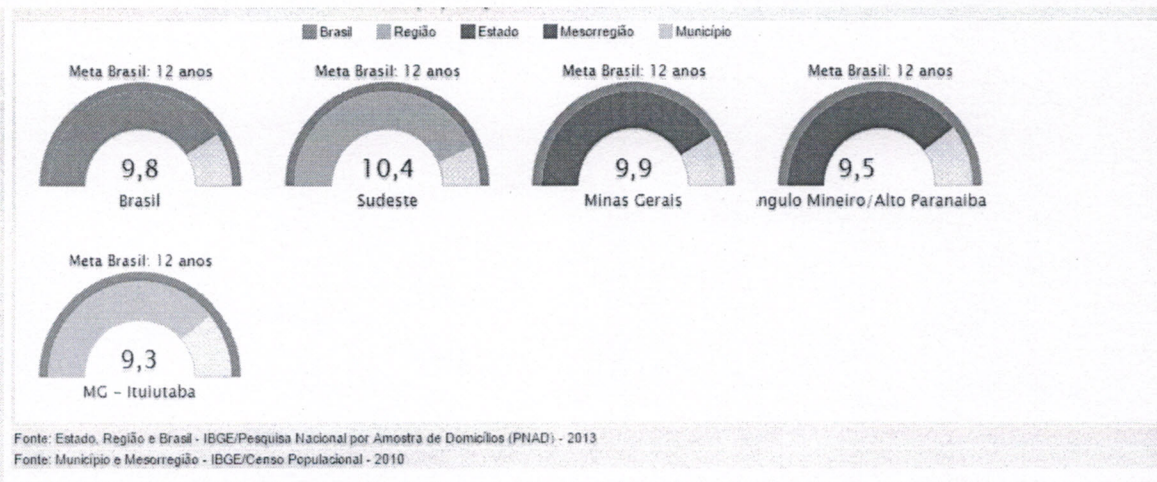 Brasil Região Estado Mesorregião Município
Meta Brasil: 12 anos Meta Brasil: 12 anos Meta Brasil: 12 anos Meta Brasil: 12 anos
9,8 10,4 9,9 9,5
Brasil Sudeste Minas Gerais ngulo Mineiro/Alto Paranaiba
Meta Brasil: 12 anos
9,3
MG - Ituiutaba
Fonte: Estado, Região e Brasil - IBGE/Pesquisa Nacional por Amostra de Domicílios (PNAD) - 2013
Fonte: Município e Mesorregião - IBGE/Censo Populacional - 2010